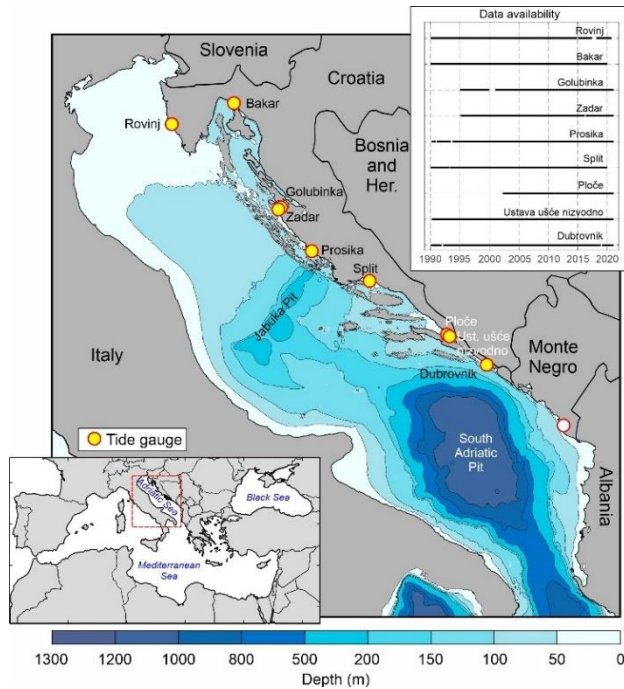 Data availability
Rovinj
Bakar
Golubinka
Zadar
Prosika
Split
Ploče
Ustava ušće nizvodno
Dubrovnik
1990 1995 2000 2005 2010 2015 2020
Slovenia
Croatia
Bakar
Rovinj
Bosnia
and
Her.
Golubinka
Zadar
Prosika
Split
Jabuka Pit
Ploče
Ust. ušće
nizvodno
Italy
Monte
Negro
Dubrovnik
South
Adriatic
Pit
Albania
Tide gauge
Adriatic Sea
Black Sea
Mediterranean
Sea
1300 1200 1000 800 500 200 150 100 50 0
Depth (m)